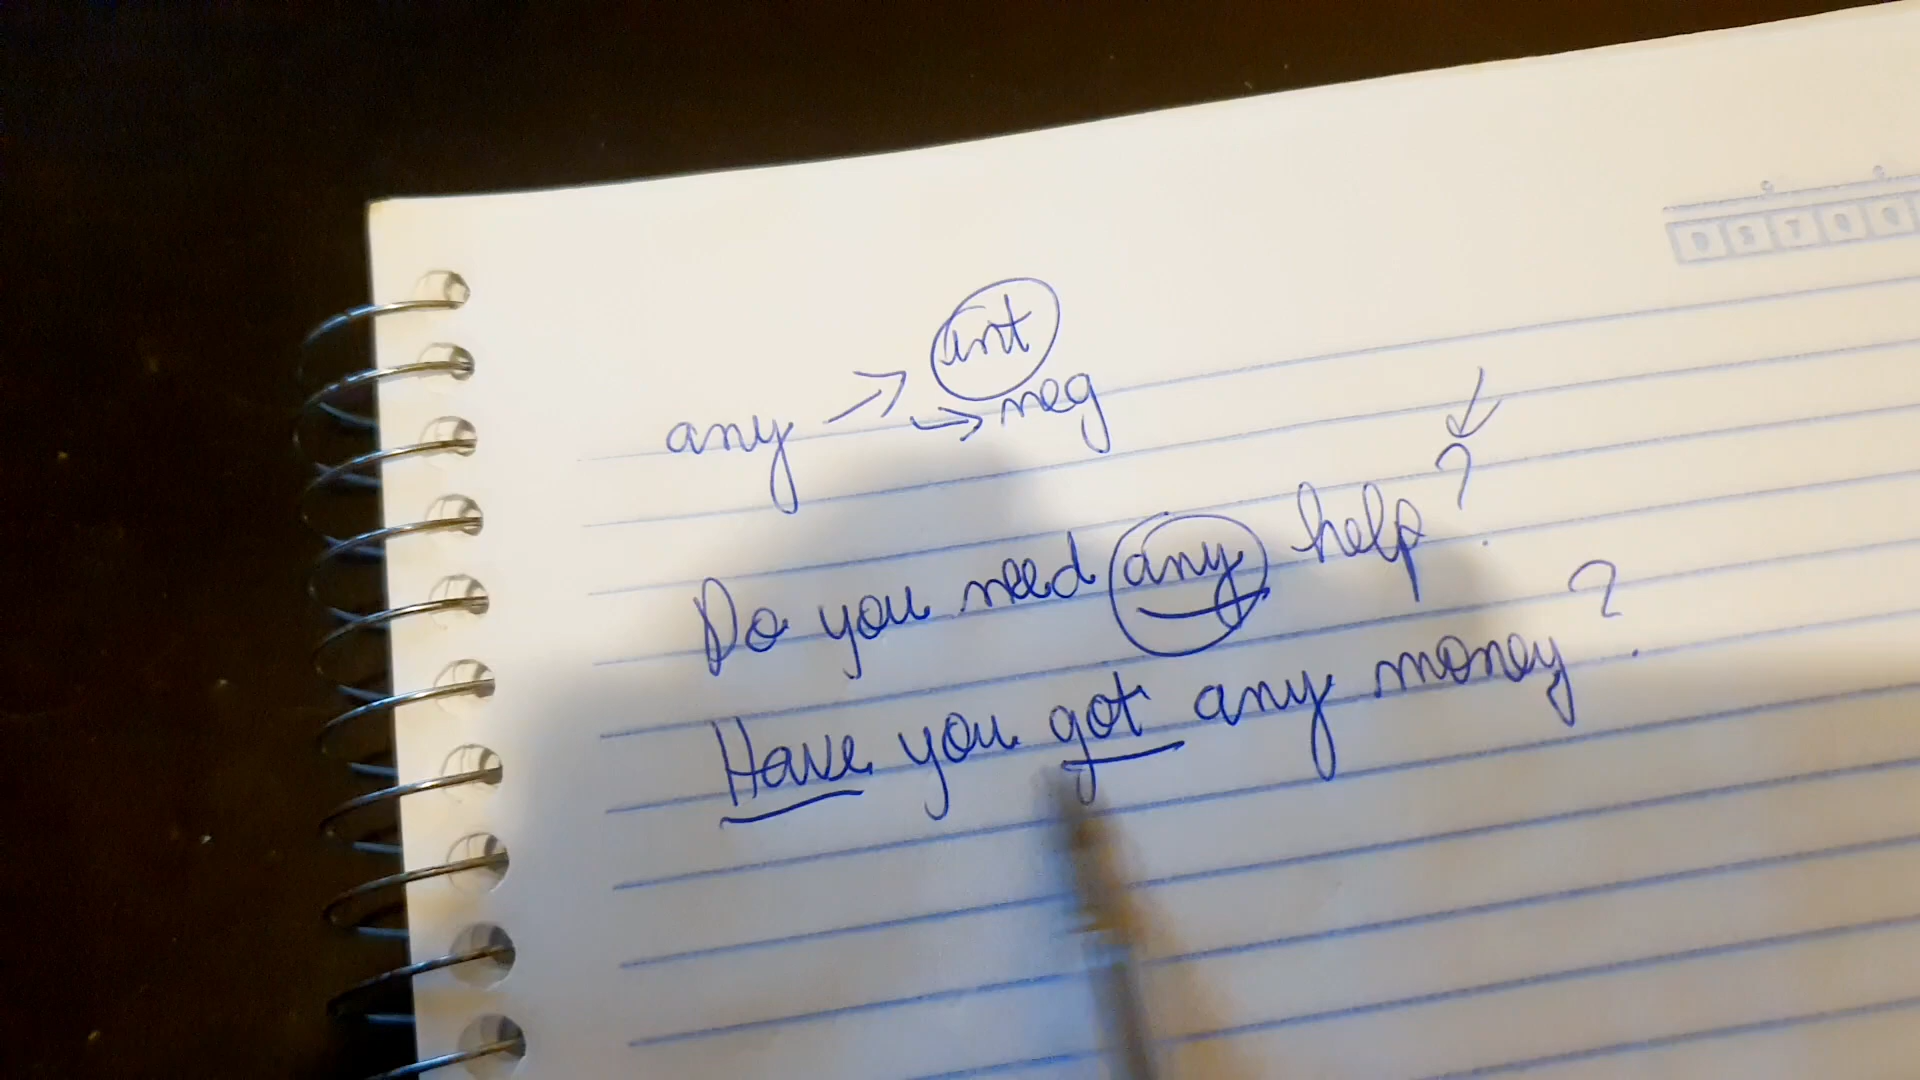 int
any → → neg
Do you need any help?
Have you got any money?